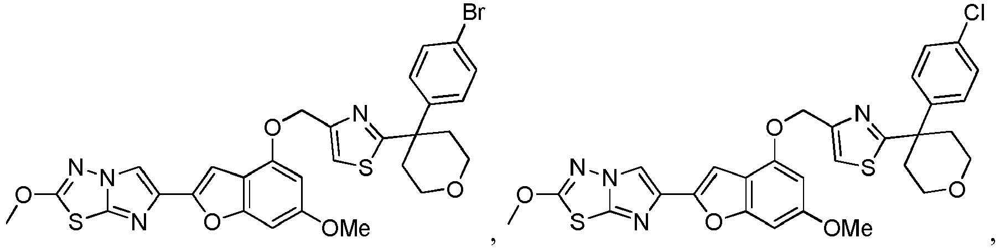 Br Cl
N N
O O
S S
N N N N
O O O O
S N O OMe , S N O OMe ,